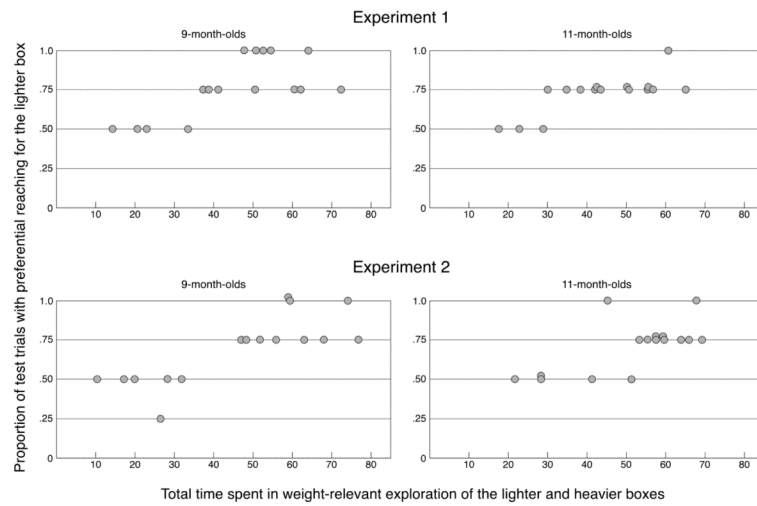 Experiment 1
9-month-olds
11-month-olds
Proportion of test trials with preferential reaching for the lighter box
1.0
.75
.50
.25
0
10 20 30 40 50 60 70 80
1.0
.75
.50
.25
0
10 20 30 40 50 60 70 80
Experiment 2
9-month-olds
11-month-olds
1.0
.75
.50
.25
0
10 20 30 40 50 60 70 80
1.0
.75
.50
.25
0
10 20 30 40 50 60 70 80
Total time spent in weight-relevant exploration of the lighter and heavier boxes